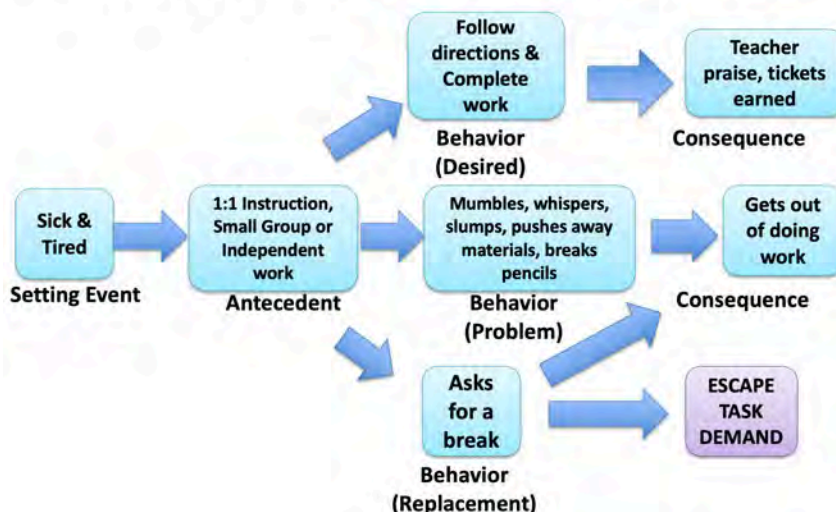 Follow
directions &
Complete
work
Behavior
(Desired)
Teacher
praise, tickets
earned
Consequence
Sick &
Tired
Setting Event
1:1 Instruction,
Small Group or
Independent
work
Antecedent
Mumbles, whispers,
slumps, pushes away
materials, breaks
pencils
Behavior
(Problem)
Gets out
of doing
work
Consequence
Asks
for a
break
Behavior
(Replacement)
ESCAPE
TASK
DEMAND